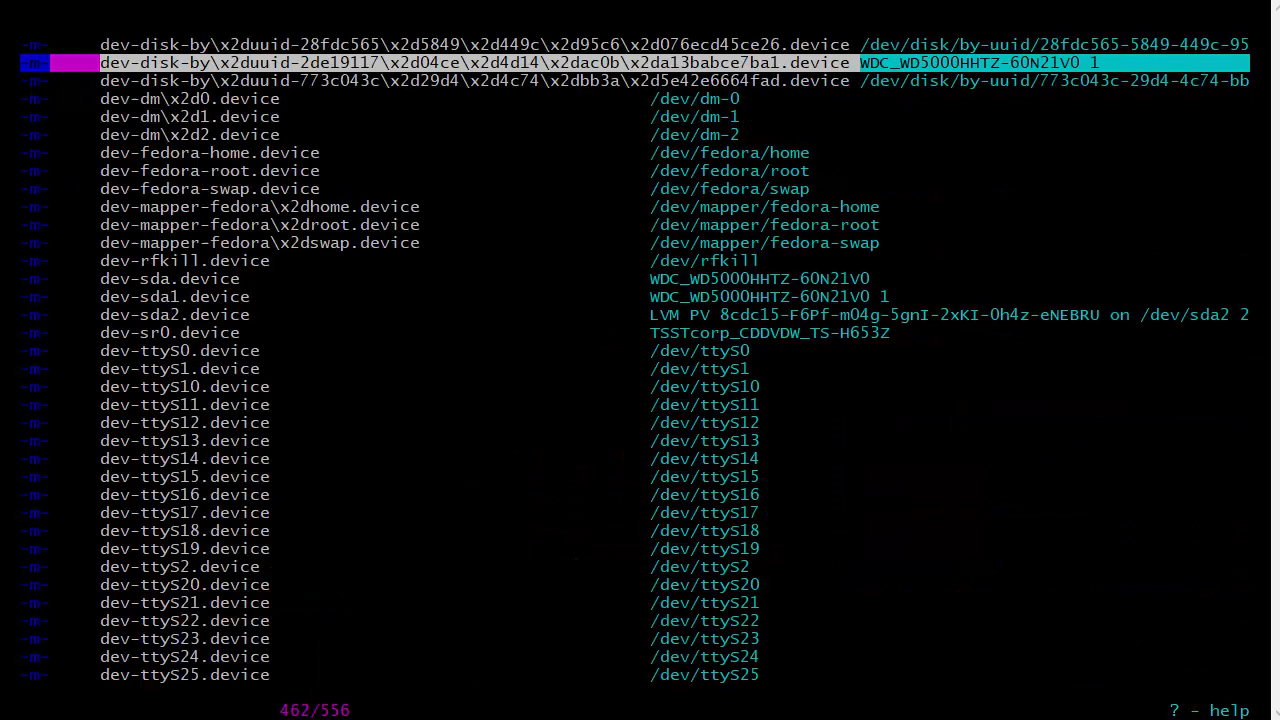 -m- dev-disk-by\x2duuid-28fdc565\x2d5849\x2d449c\x2d95c6\x2d076ecd45ce26.device /dev/disk/by-uuid/28fdc565-5849-449c-95
-m- dev-disk-by\x2duuid-2de19117\x2d04ce\x2d4d14\x2dac0b\x2da13babce7ba1.device WDC_WD5000HHTZ-60N21V0 1
-m- dev-disk-by\x2duuid-773c043c\x2d29d4\x2d4c74\x2dbb3a\x2d5e42e6664fad.device /dev/disk/by-uuid/773c043c-29d4-4c74-bb
-m- dev-dm\x2d0.device /dev/dm-0
-m- dev-dm\x2d1.device /dev/dm-1
-m- dev-dm\x2d2.device /dev/dm-2
-m- dev-fedora-home.device /dev/fedora/home
-m- dev-fedora-root.device /dev/fedora/root
-m- dev-fedora-swap.device /dev/fedora/swap
-m- dev-mapper-fedora\x2dhome.device /dev/mapper/fedora-home
-m- dev-mapper-fedora\x2droot.device /dev/mapper/fedora-root
-m- dev-mapper-fedora\x2dswap.device /dev/mapper/fedora-swap
-m- dev-rfkill.device /dev/rfkill
-m- dev-sda.device WDC_WD5000HHTZ-60N21V0
-m- dev-sda1.device WDC_WD5000HHTZ-60N21V0 1
-m- dev-sda2.device LVM PV 8cdc15-F6Pf-m04g-5gnI-2xKI-Oh4z-eNEBRU on /dev/sda2 2
-m- dev-sr0.device TSSTcorp_CDDVDW_TS-H653Z
-m- dev-ttyS0.device /dev/ttyS0
-m- dev-ttyS1.device /dev/ttyS1
-m- dev-ttyS10.device /dev/ttyS10
-m- dev-ttyS11.device /dev/ttyS11
-m- dev-ttyS12.device /dev/ttyS12
-m- dev-ttyS13.device /dev/ttyS13
-m- dev-ttyS14.device /dev/ttyS14
-m- dev-ttyS15.device /dev/ttyS15
-m- dev-ttyS16.device /dev/ttyS16
-m- dev-ttyS17.device /dev/ttyS17
-m- dev-ttyS18.device /dev/ttyS18
-m- dev-ttyS19.device /dev/ttyS19
-m- dev-ttyS2.device /dev/ttyS2
-m- dev-ttyS20.device /dev/ttyS20
-m- dev-ttyS21.device /dev/ttyS21
-m- dev-ttyS22.device /dev/ttyS22
-m- dev-ttyS23.device /dev/ttyS23
-m- dev-ttyS24.device /dev/ttyS24
-m- dev-ttyS25.device /dev/ttyS25
462/556 ? - help